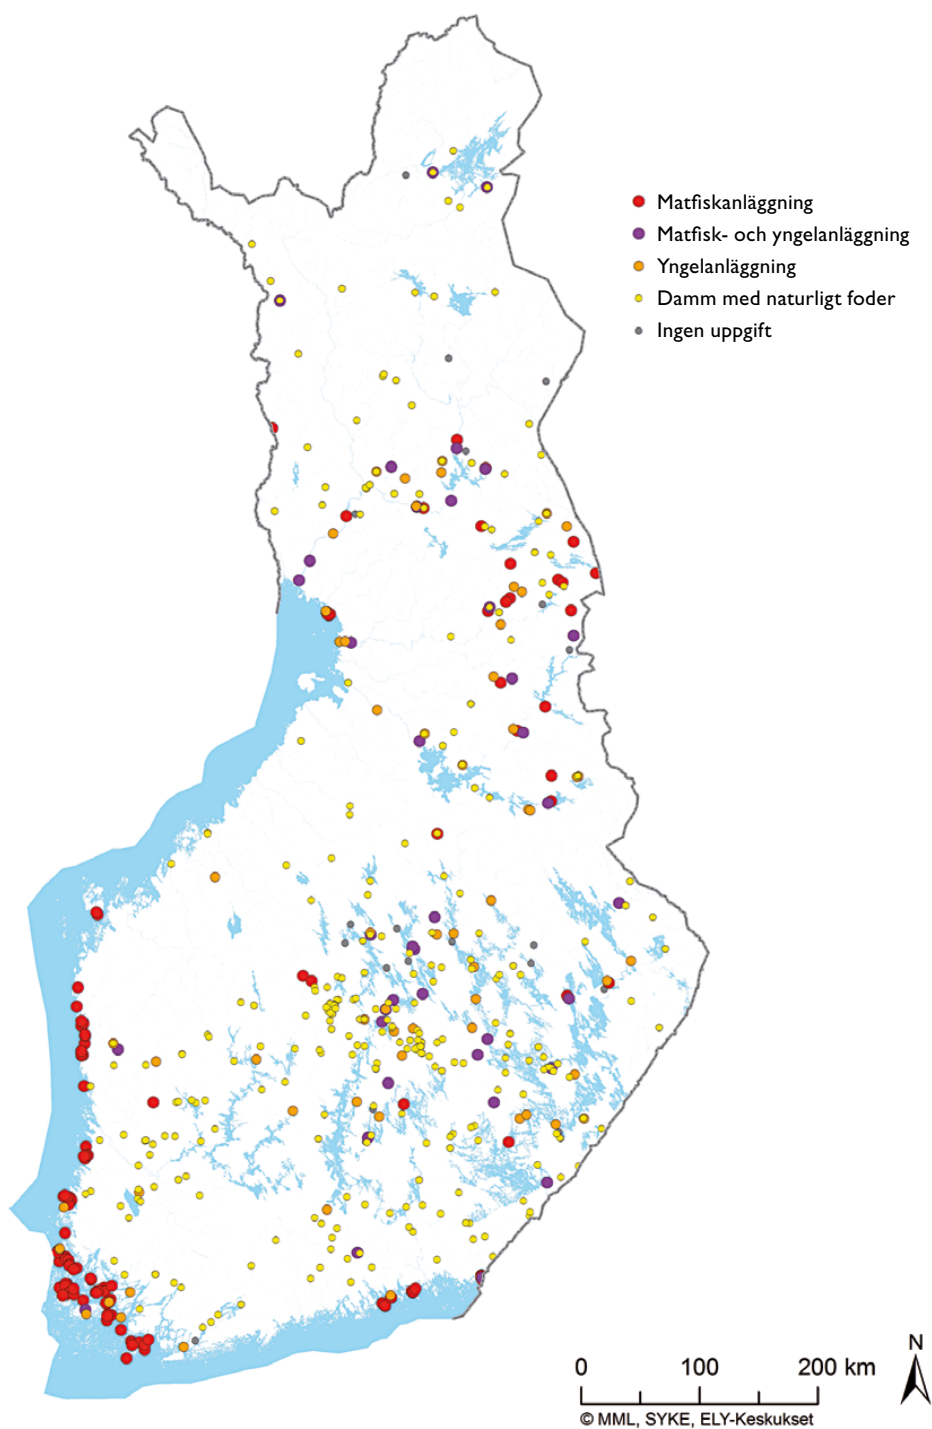 Matfiskanläggning
Matfisk- och yngelanläggning
Yngelanläggning
Damm med naturligt foder
Ingen uppgift
N
0 100 200 km
© MML, SYKE, ELY-Keskukset